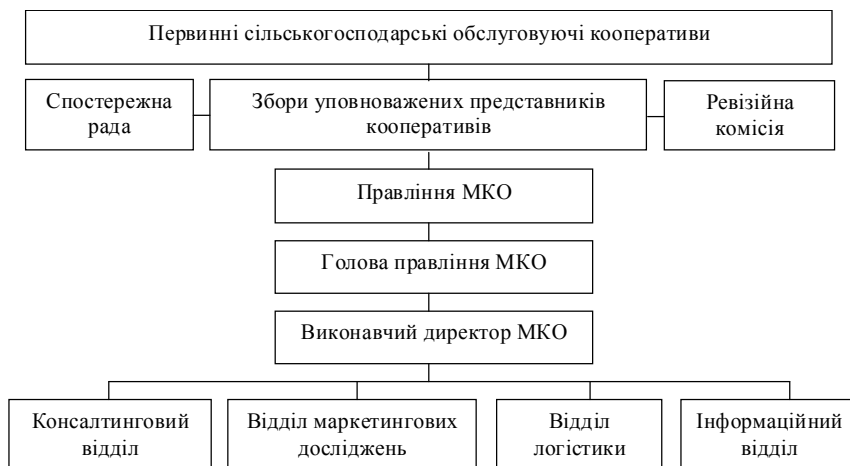 Первинні сільськогосподарські обслуговуючі кооперативи
Спостережна
рада
Збори уповноважених представників
кооперативів
Ревізійна
комісія
Правління МКО
Голова правління МКО
Виконавчий директор МКО
Консалтинговий
відділ
Відділ маркетингових
досліджень
Відділ
логістики
Інформаційний
відділ